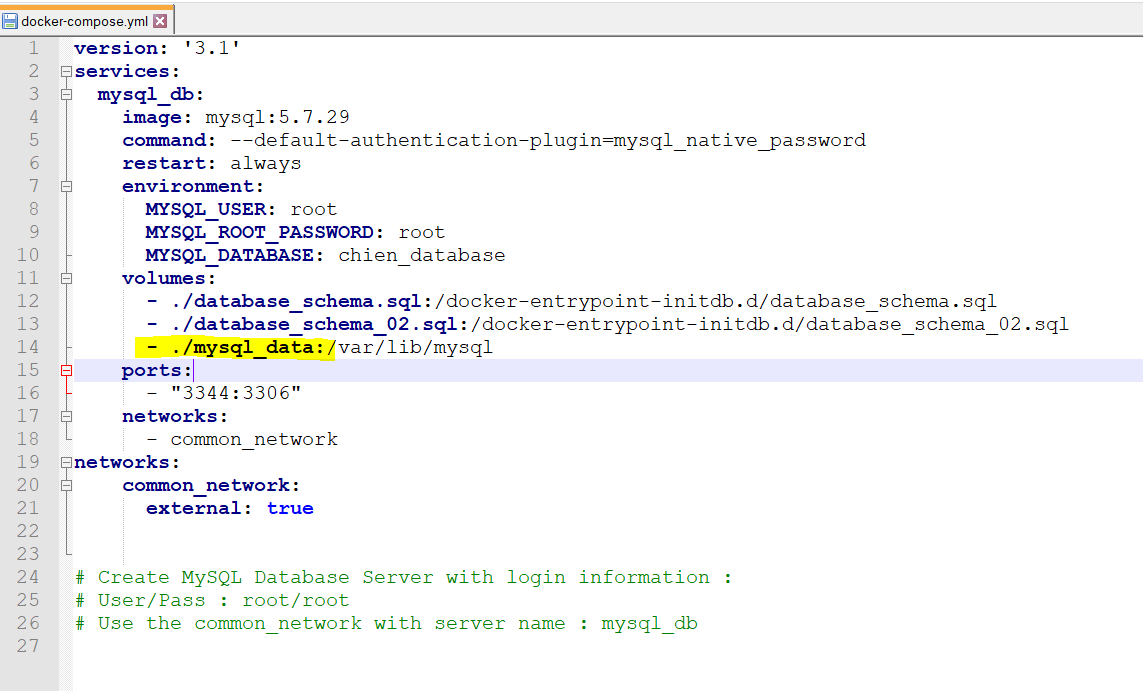 docker-compose.yml
1 version: '3.1'
2 services:
3   mysql_db:
4     image: mysql:5.7.29
5     command: --default-authentication-plugin=mysql_native_password
6     restart: always
7     environment:
8       MYSQL_USER: root
9       MYSQL_ROOT_PASSWORD: root
10       MYSQL_DATABASE: chien_database
11     volumes:
12       - ./database_schema.sql:/docker-entrypoint-initdb.d/database_schema.sql
13       - ./database_schema_02.sql:/docker-entrypoint-initdb.d/database_schema_02.sql
14       - ./mysql_data:/var/lib/mysql
15     ports:
16       - "3344:3306"
17     networks:
18       - common_network
19 networks:
20     common_network:
21       external: true
22
23
24 # Create MySQL Database Server with login information :
25 # User/Pass : root/root
26 # Use the common_network with server name : mysql_db
27